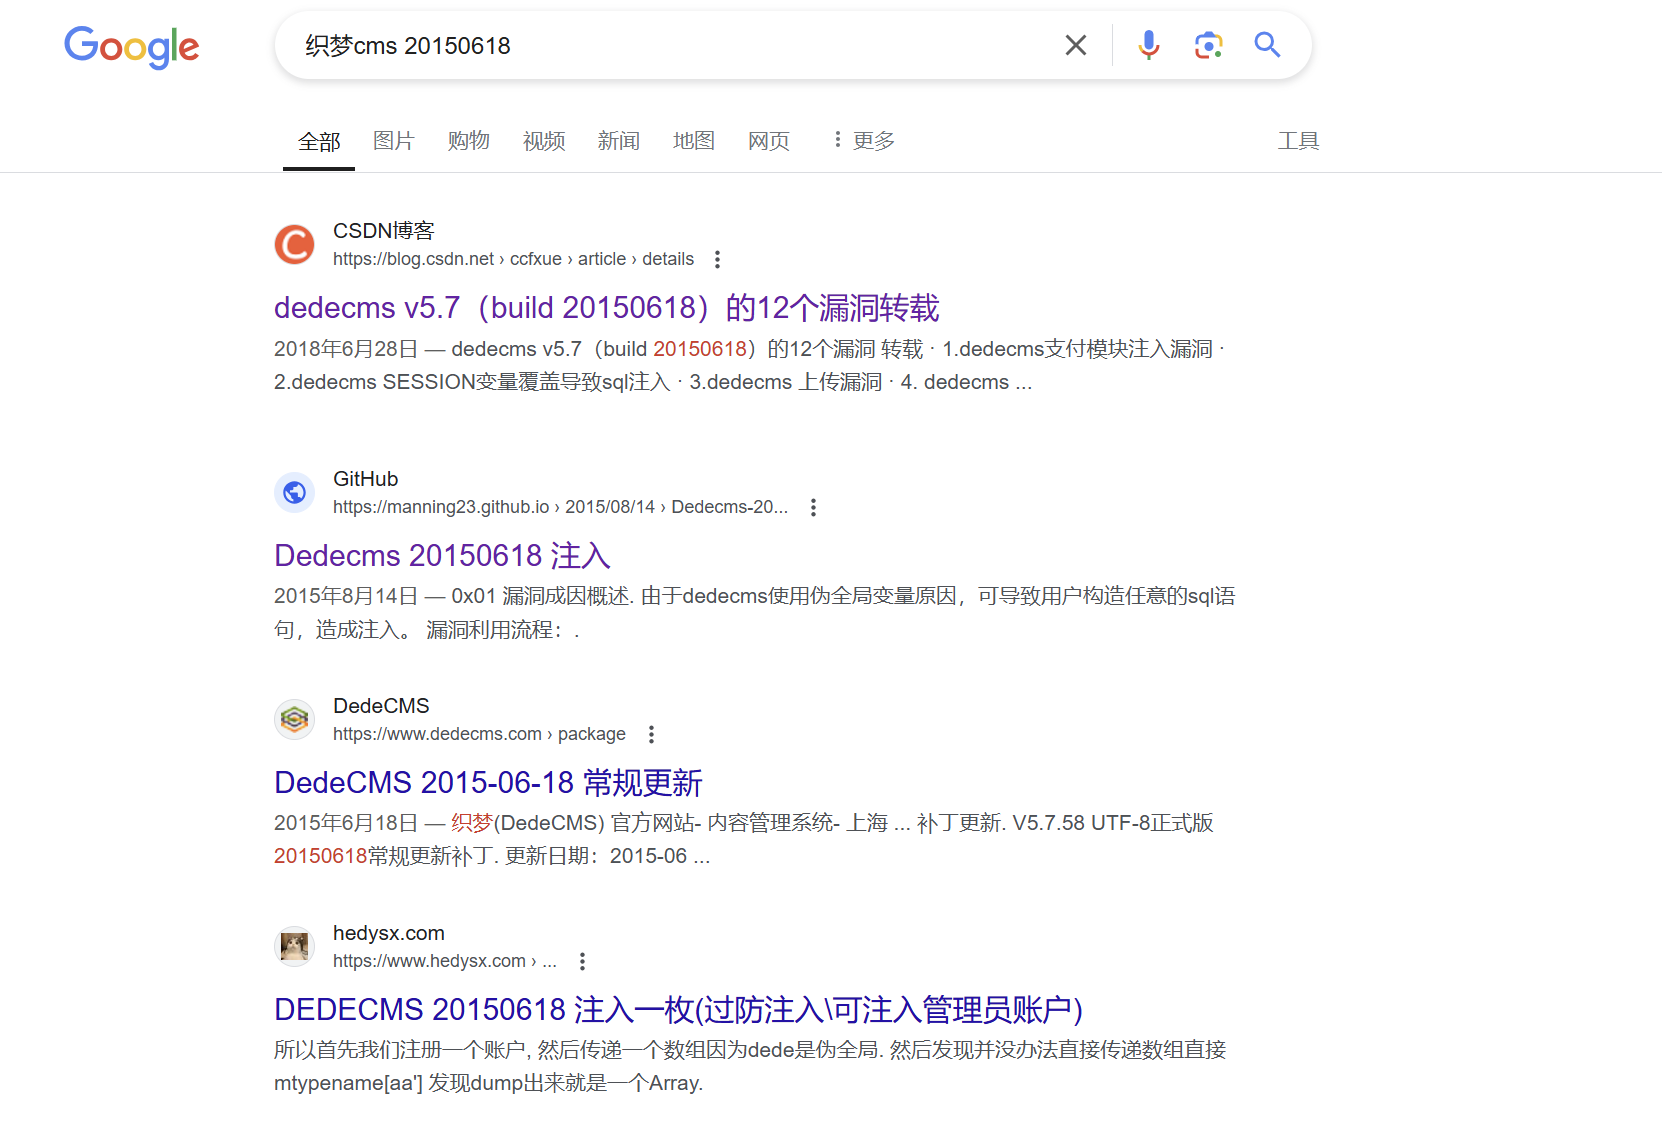 Google
织梦cms 20150618
全部 图片 购物 视频 新闻 地图 网页 更多 工具
CSDN博客
https://blog.csdn.net › ccfxue › article › details
dedecms v5.7（build 20150618）的12个漏洞转载
2018年6月28日 — dedecms v5.7（build 20150618）的12个漏洞 转载 · 1.dedecms支付模块注入漏洞 ·
2.dedecms SESSION变量覆盖导致sql注入 · 3.dedecms 上传漏洞 · 4. dedecms ...
GitHub
https://manning23.github.io › 2015/08/14 › Dedecms-20...
Dedecms 20150618 注入
2015年8月14日 — 0x01 漏洞成因概述. 由于dedecms使用伪全局变量原因，可导致用户构造任意的sql语
句，造成注入。 漏洞利用流程：.
DedeCMS
https://www.dedecms.com › package
DedeCMS 2015-06-18 常规更新
2015年6月18日 — 织梦(DedeCMS) 官方网站- 内容管理系统- 上海 ... 补丁更新. V5.7.58 UTF-8正式版
20150618常规更新补丁. 更新日期：2015-06 ...
hedysx.com
https://www.hedysx.com › ...
DEDECMS 20150618 注入一枚(过防注入\可注入管理员账户)
所以首先我们注册一个账户, 然后传递一个数组因为dede是伪全局. 然后发现并没办法直接传递数组直接
mtypename[aa'] 发现dump出来就是一个Array.